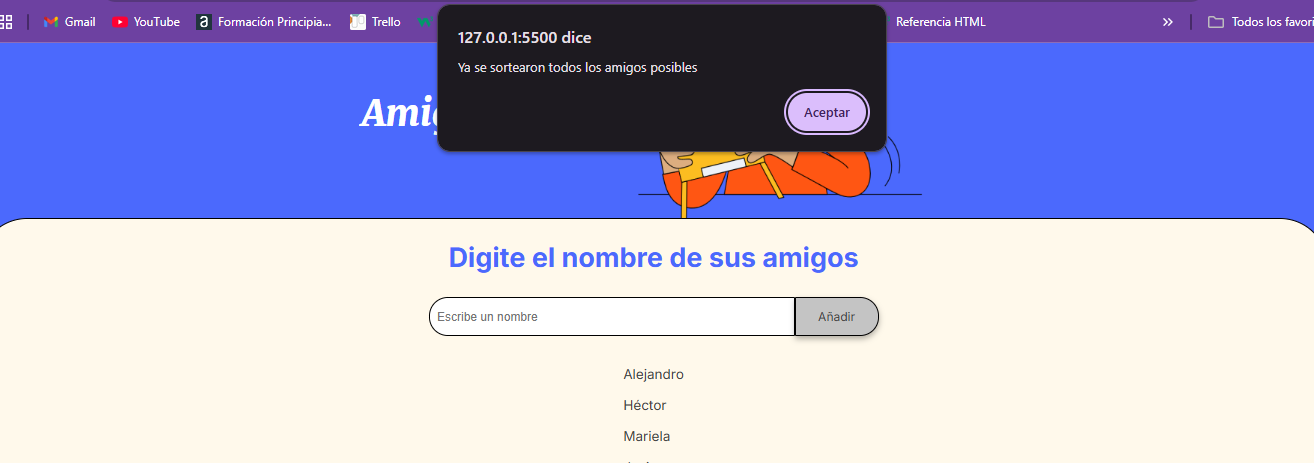 Gmail
YouTube
a
Formación Principia...
Trello
Referencia HTML
»
Todos los favori
127.0.0.1:5500 dice
Ya se sortearon todos los amigos posibles
Aceptar
Amig
Digite el nombre de sus amigos
Escribe un nombre
Añadir
Alejandro
Héctor
Mariela